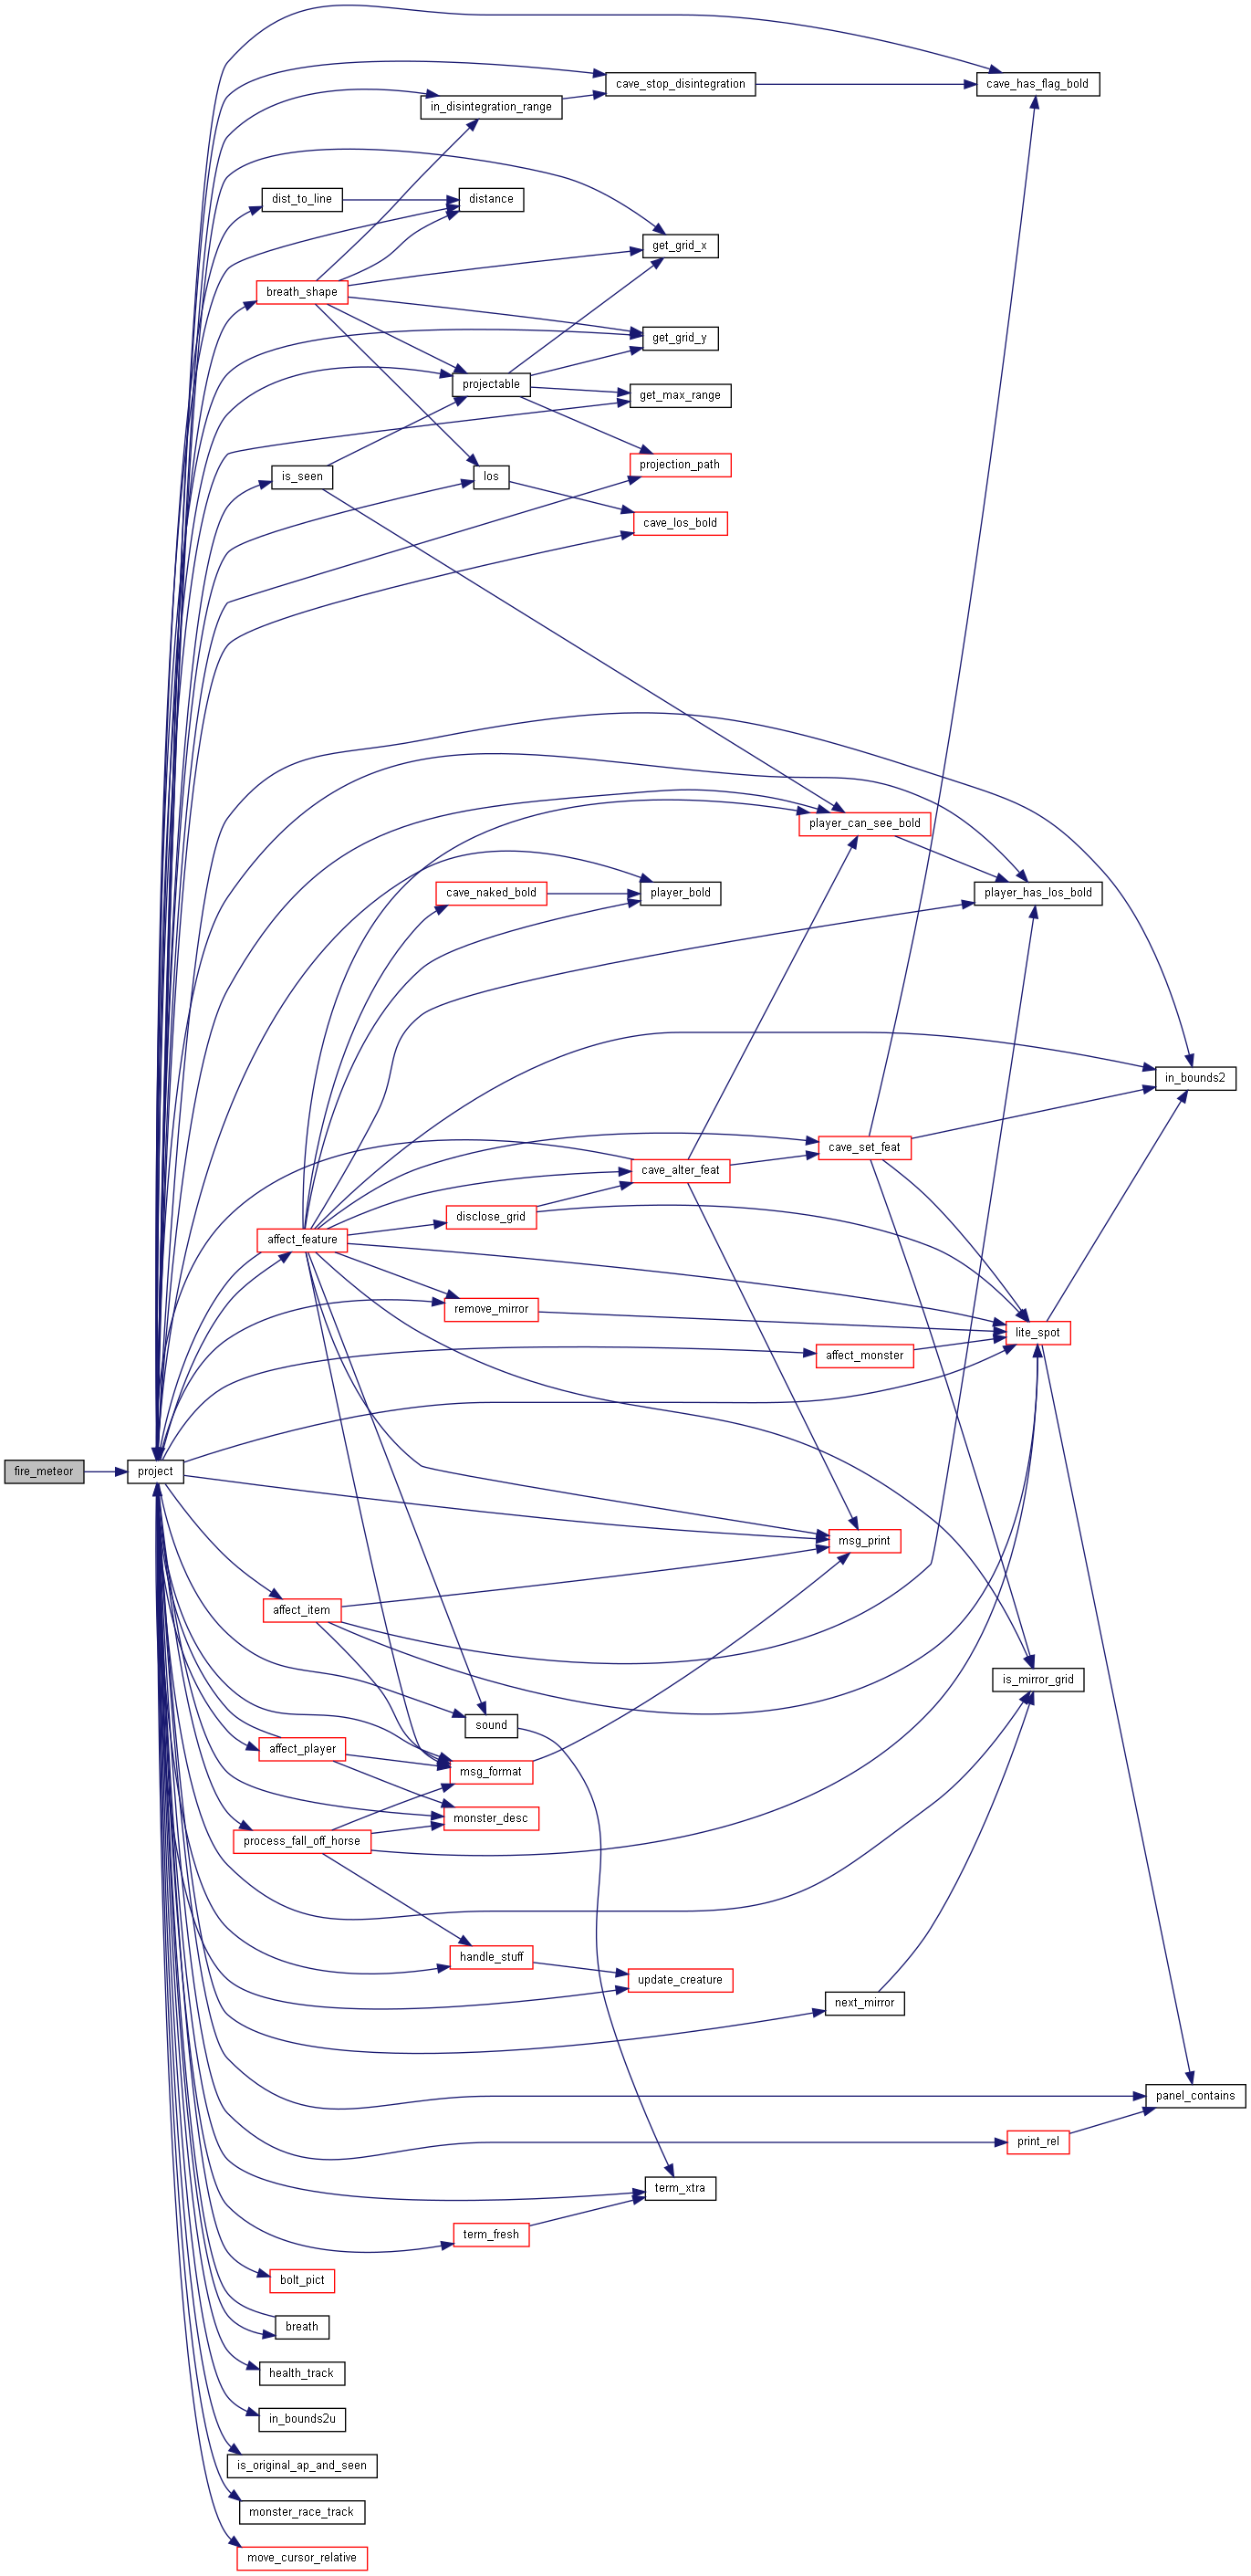 cave_stop_disintegration
cave_has_flag_bold
in_disintegration_range
dist_to_line
distance
get_grid_x
breath_shape
get_grid_y
projectable
get_max_range
projection_path
is_seen
los
cave_los_bold
player_can_see_bold
cave_naked_bold
player_bold
player_has_los_bold
in_bounds2
cave_set_feat
cave_alter_feat
disclose_grid
affect_feature
remove_mirror
lite_spot
affect_monster
fire_meteor
project
msg_print
affect_item
is_mirror_grid
sound
affect_player
msg_format
monster_desc
process_fall_off_horse
handle_stuff
update_creature
next_mirror
panel_contains
print_rel
term_xtra
term_fresh
bolt_pict
breath
health_track
in_bounds2u
is_original_ap_and_seen
monster_race_track
move_cursor_relative